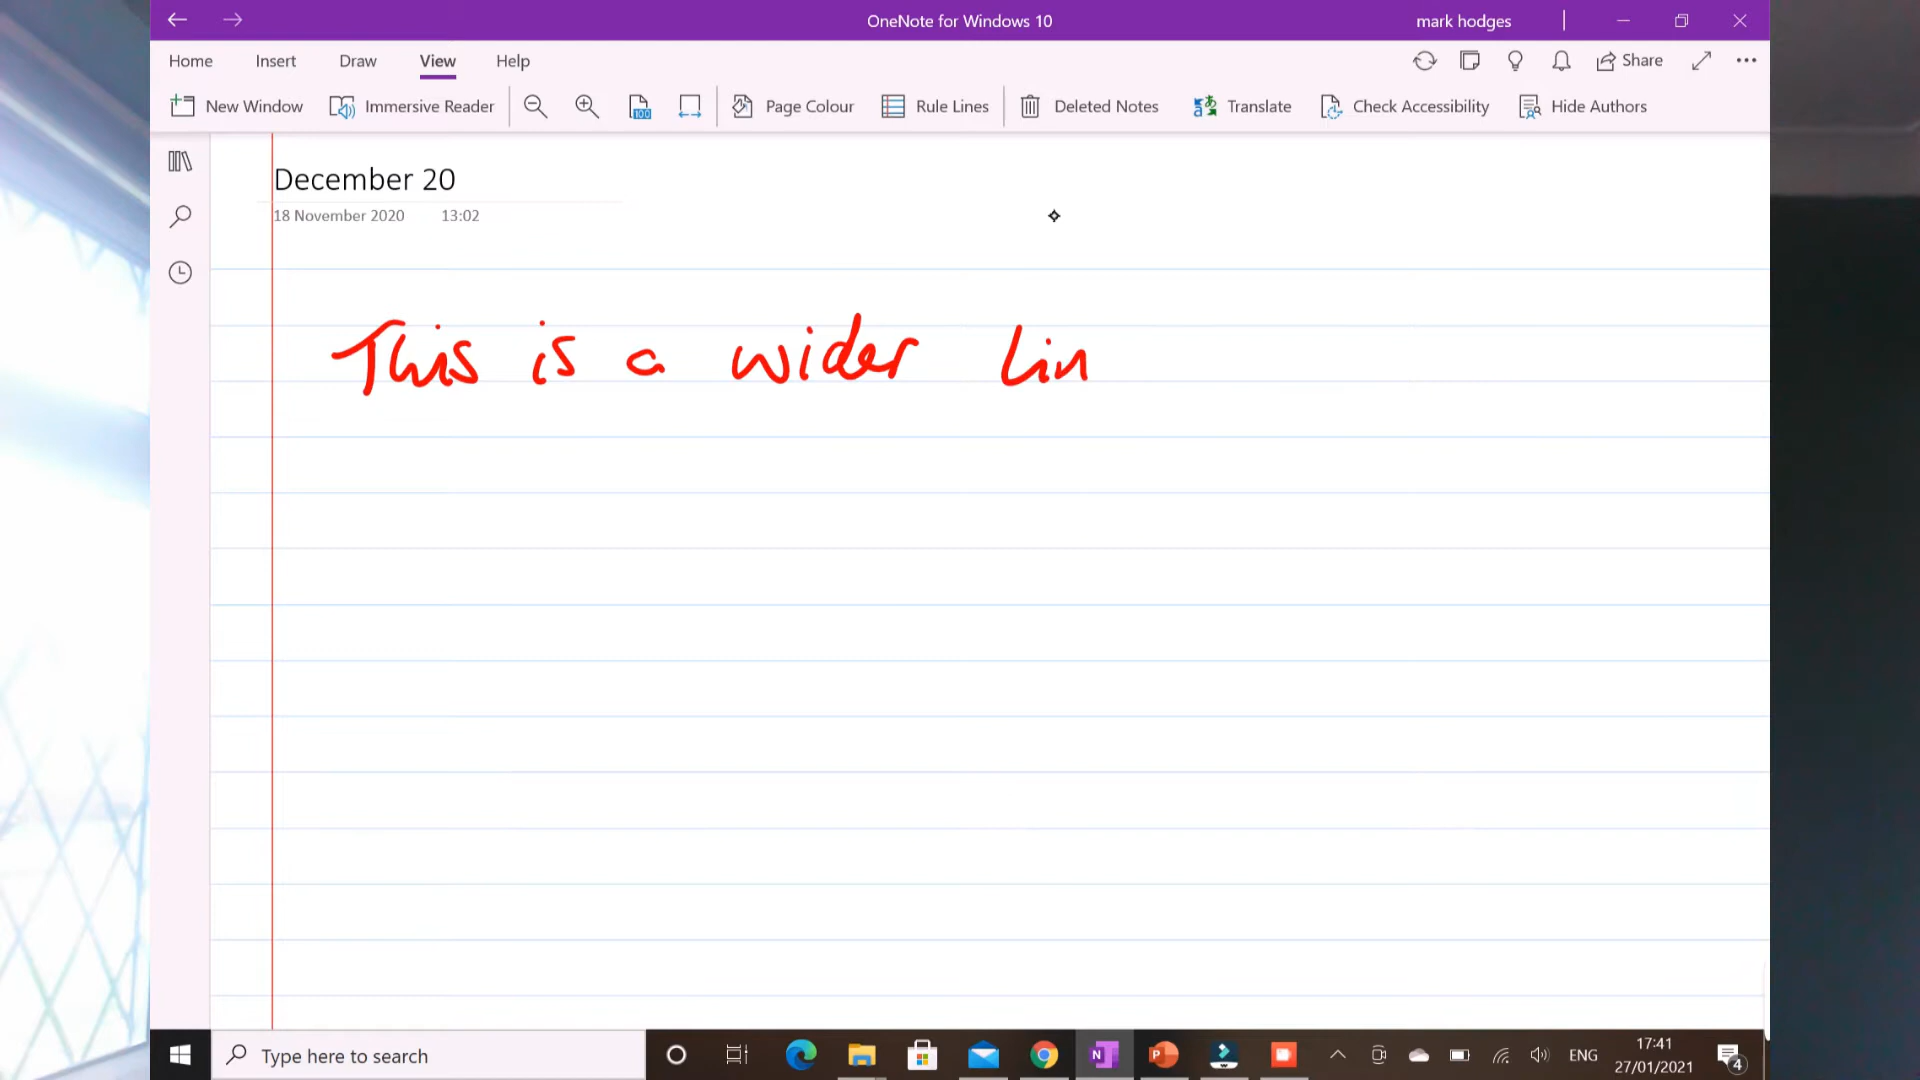 OneNote for Windows 10
mark hodges
Home Insert Draw View Help
Share
New Window Immersive Reader 100 Page Colour Rule Lines Deleted Notes Translate Check Accessibility Hide Authors
December 20
18 November 2020 13:02
This is a wider Lin
Type here to search
ENG
17:41
27/01/2021
4